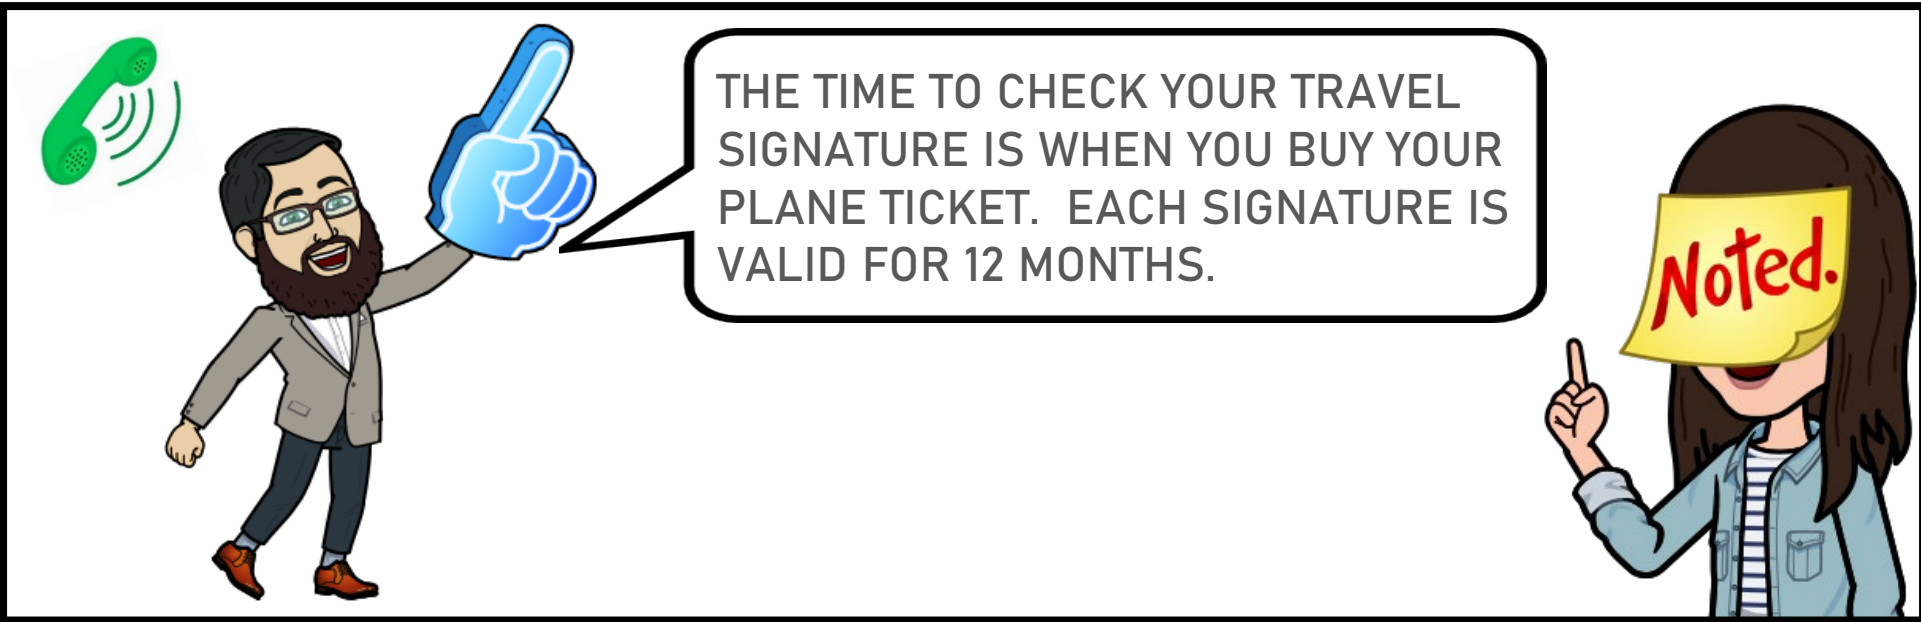 THE TIME TO CHECK YOUR TRAVEL
SIGNATURE IS WHEN YOU BUY YOUR
PLANE TICKET.  EACH SIGNATURE IS
VALID FOR 12 MONTHS.
Noted.